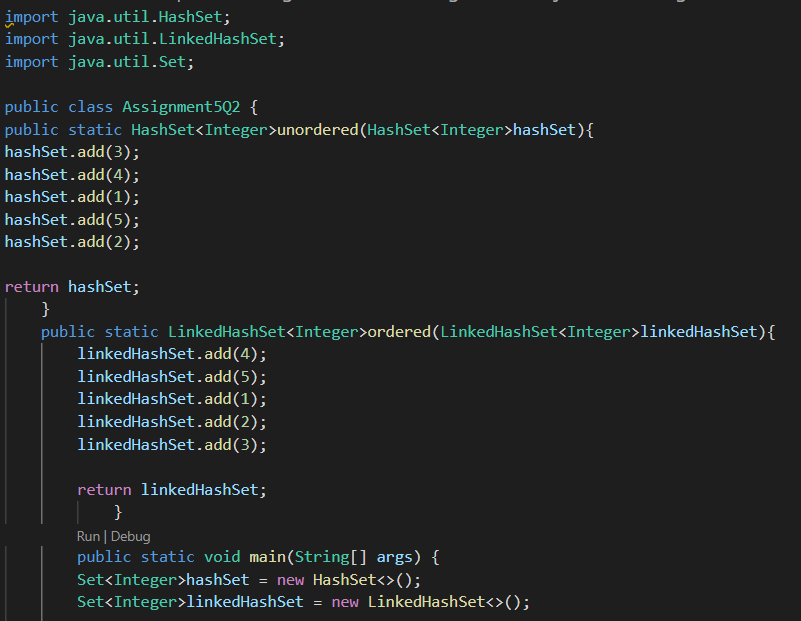 import java.util.HashSet;
import java.util.LinkedHashSet;
import java.util.Set;
public class Assignment5Q2 {
public static HashSet<Integer>unordered(HashSet<Integer>hashSet){
hashSet.add(3);
hashSet.add(4);
hashSet.add(1);
hashSet.add(5);
hashSet.add(2);
return hashSet;
}
public static LinkedHashSet<Integer>ordered(LinkedHashSet<Integer>linkedHashSet){
linkedHashSet.add(4);
linkedHashSet.add(5);
linkedHashSet.add(1);
linkedHashSet.add(2);
linkedHashSet.add(3);
return linkedHashSet;
}
Run | Debug
public static void main(String[] args) {
Set<Integer>hashSet = new HashSet<>();
Set<Integer>linkedHashSet = new LinkedHashSet<>();